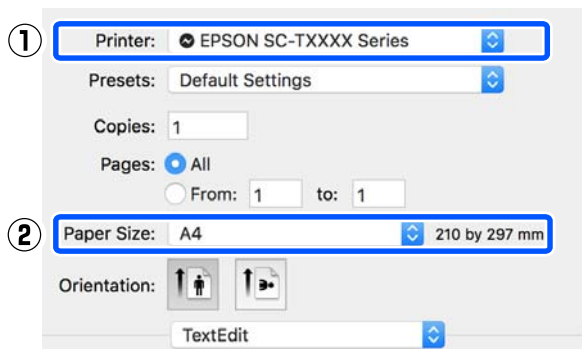 ① Printer: EPSON SC-TXXXX Series
Presets: Default Settings
Copies: 1
Pages: All
From: 1 to: 1
② Paper Size: A4 210 by 297 mm
Orientation:
TextEdit